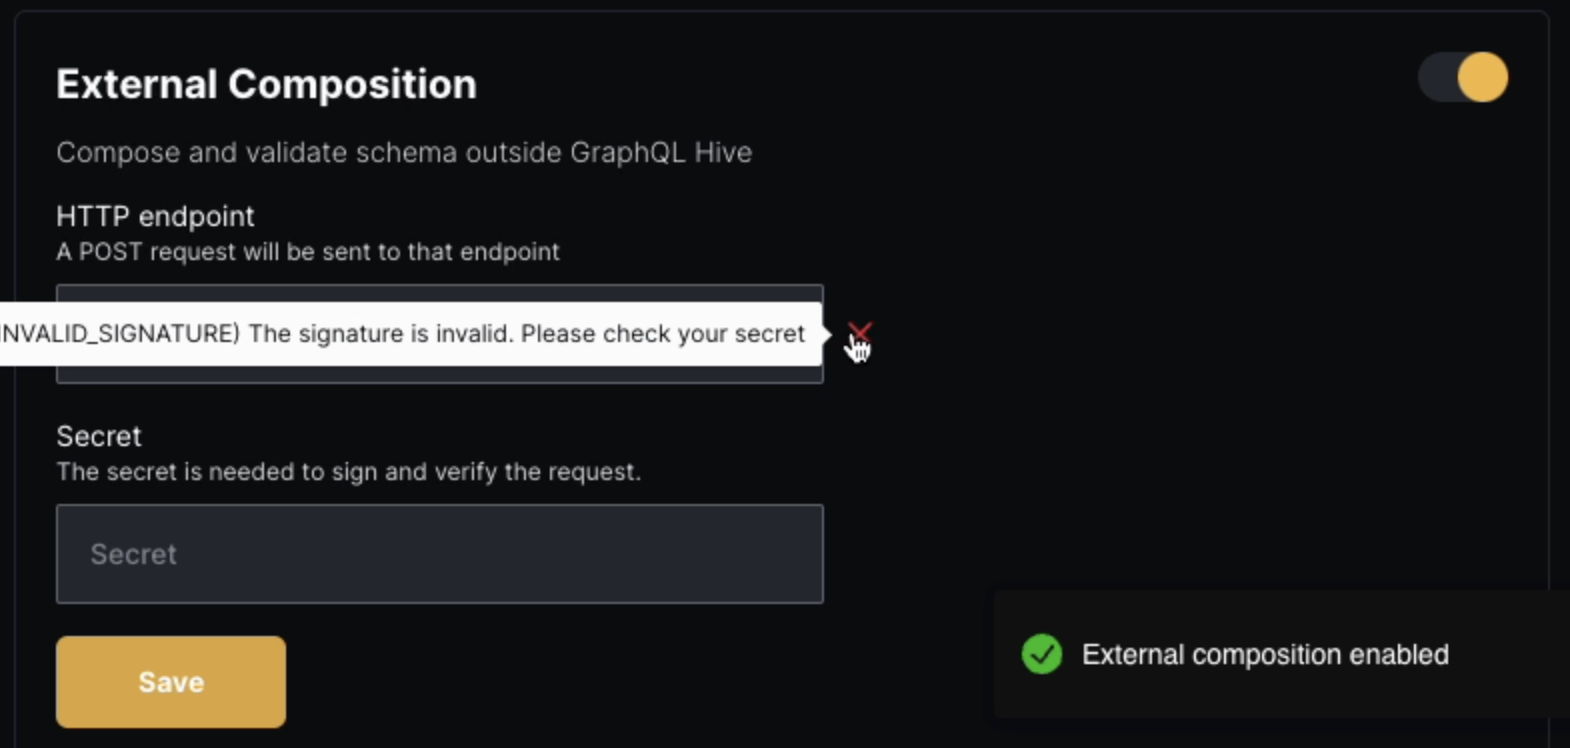 External Composition
Compose and validate schema outside GraphQL Hive
HTTP endpoint
A POST request will be sent to that endpoint
INVALID_SIGNATURE) The signature is invalid. Please check your secret
Secret
The secret is needed to sign and verify the request.
Secret
Save
External composition enabled